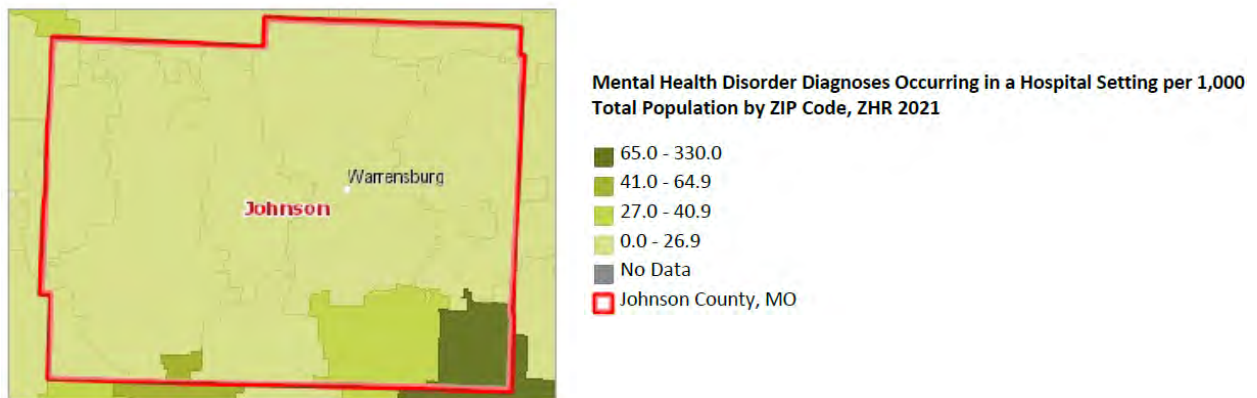 Warrensburg
Johnson
Mental Health Disorder Diagnoses Occurring in a Hospital Setting per 1,000
Total Population by ZIP Code, ZHR 2021
65.0 - 330.0
41.0 - 64.9
27.0 - 40.9
0.0 - 26.9
No Data
Johnson County, MO